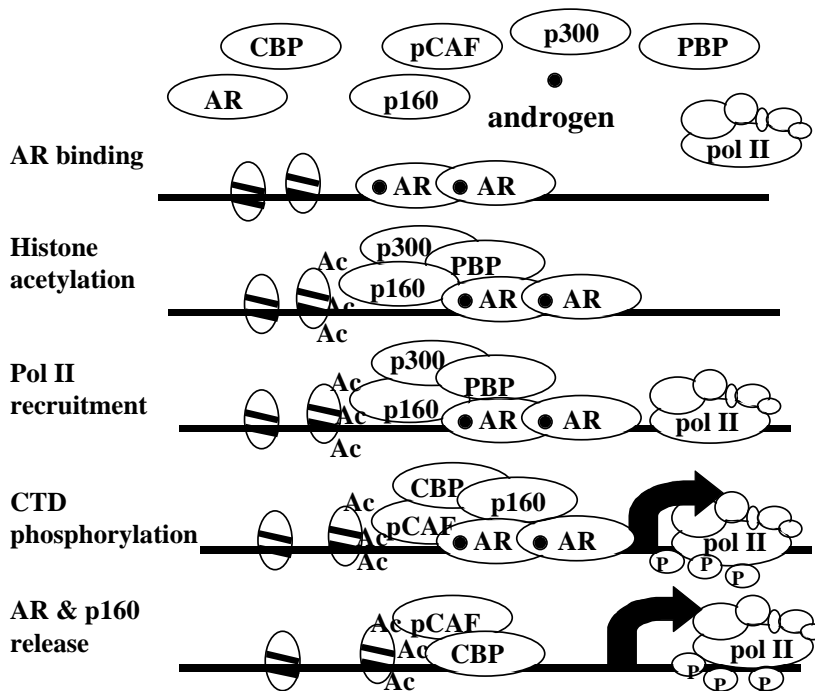 CBP
pCAF
p300
PBP
AR
p160
androgen
pol II
AR binding
AR
AR
Histone
acetylation
Ac
p300
PBP
p160
AR
AR
Ac
Ac
Pol II
recruitment
Ac
p300
PBP
p160
AR
AR
pol II
Ac
Ac
CTD
phosphorylation
Ac
CBP
p160
pCAF
AR
AR
pol II
Ac
Ac
P
P
P
AR & p160
release
Ac
pCAF
Ac
CBP
pol II
Ac
P
P
P